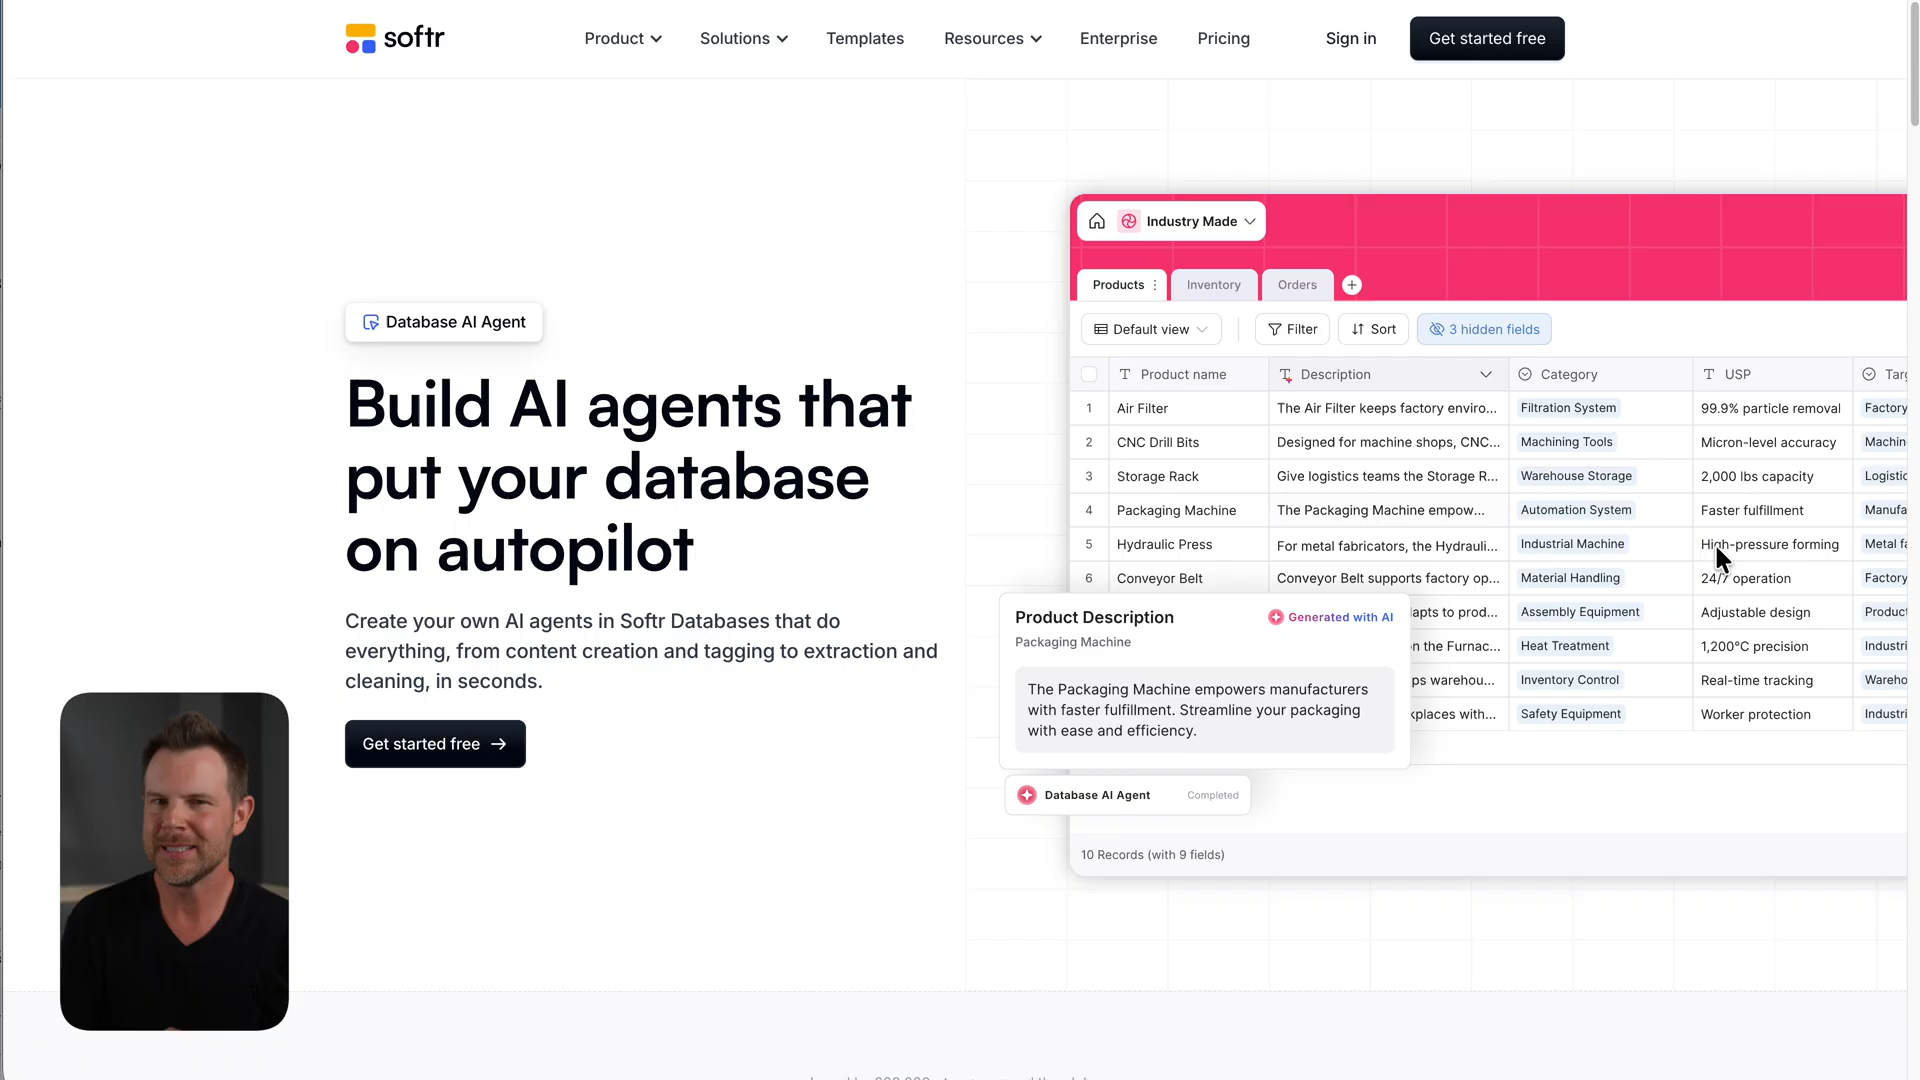 softr
Product
Solutions
Templates
Resources
Enterprise
Pricing
Sign in
Get started free
Database AI Agent
Build AI agents that
put your database
on autopilot
Create your own AI agents in Softr Databases that do
everything, from content creation and tagging to extraction and
cleaning, in seconds.
Get started free
Industry Made
Products
Inventory
Orders
Default view
Filter
Sort
3 hidden fields
Product name Description Category USP
1 Air Filter The Air Filter keeps factory enviro... Filtration System 99.9% particle removal Factory
2 CNC Drill Bits Designed for machine shops, CNC... Machining Tools Micron-level accuracy Machin
3 Storage Rack Give logistics teams the Storage R... Warehouse Storage 2,000 lbs capacity Logistic
4 Packaging Machine The Packaging Machine empow... Automation System Faster fulfillment Manufa
5 Hydraulic Press For metal fabricators, the Hydrauli... Industrial Machine High-pressure forming Metal fa
6 Conveyor Belt Conveyor Belt supports factory op... Material Handling 24/7 operation Factory
to prod... Assembly Equipment Adjustable design Product
the Furnac... Heat Treatment 1,200°C precision Industri
warehou... Inventory Control Real-time tracking Wareho
with... Safety Equipment Worker protection Industri
Product Description
Generated with AI
Packaging Machine
The Packaging Machine empowers manufacturers
with faster fulfillment. Streamline your packaging
with ease and efficiency.
Database AI Agent
Completed
10 Records (with 9 fields)